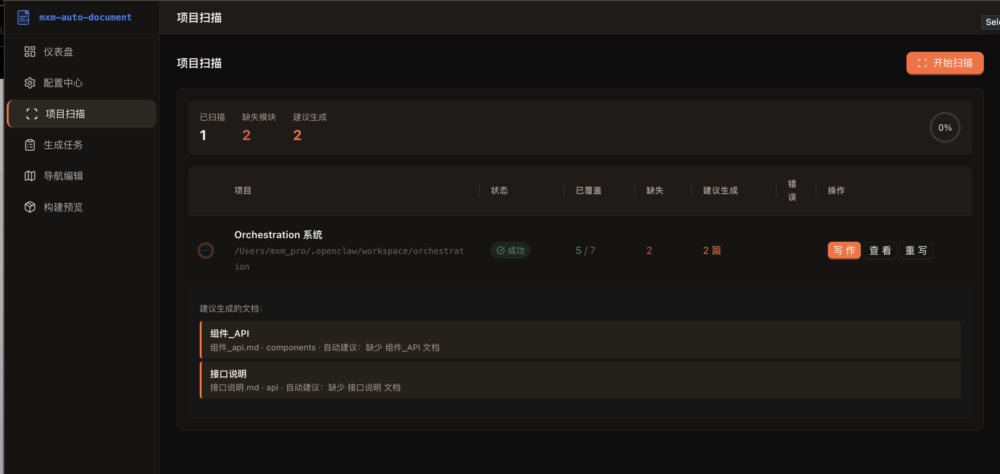 mxm-auto-document
仪表盘
配置中心
项目扫描
生成任务
导航编辑
构建预览
项目扫描
Sele
项目扫描
开始扫描
已扫描 缺失模块 建议生成
1 2 2
0%
项目 状态 已覆盖 缺失 建议生成 错误 操作
Orchestration 系统
/Users/mxm_pro/.openclaw/workspace/orchestrat
ion
成功 5 / 7 2 2 篇 写作 查看 重写
建议生成的文档：
组件_API
组件_api.md · components · 自动建议：缺少 组件_API 文档
接口说明
接口说明.md · api · 自动建议：缺少 接口说明 文档